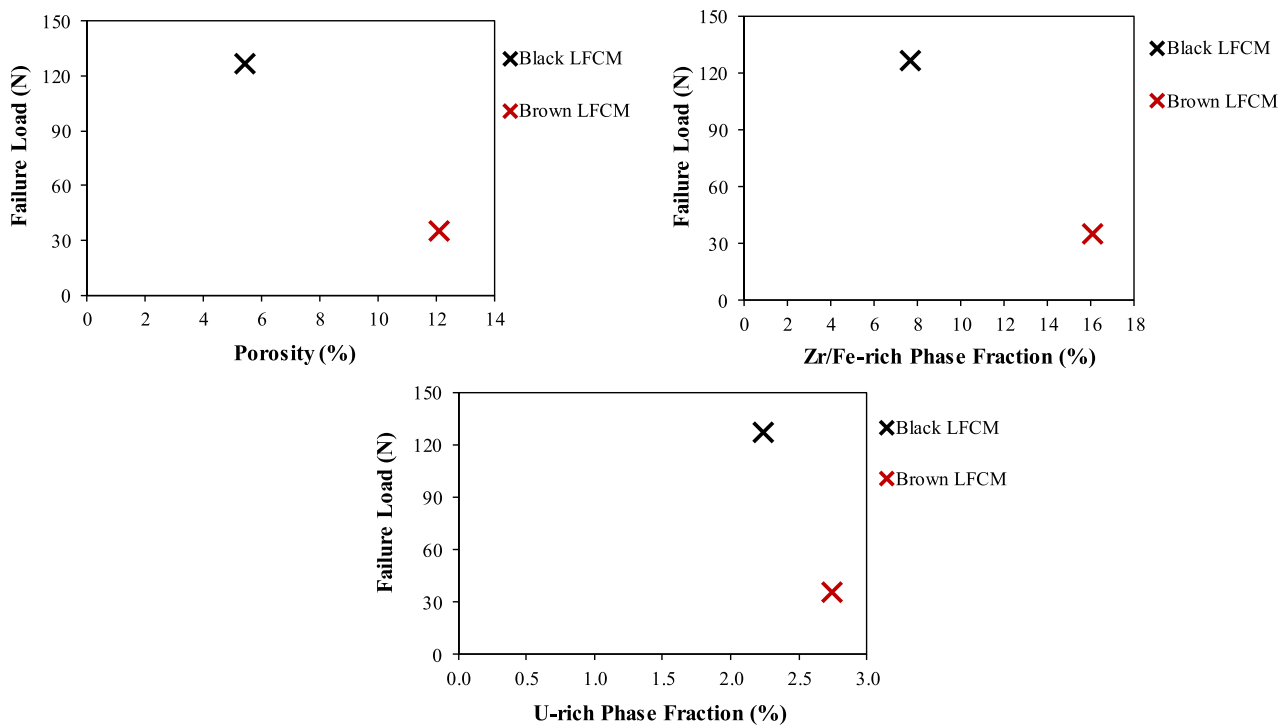 Failure Load (N)
150
120
90
60
30
0
0 2 4 6 8 10 12 14
Porosity (%)
Black LFCM
Brown LFCM
Failure Load (N)
150
120
90
60
30
0
0 2 4 6 8 10 12 14 16 18
Zr/Fe-rich Phase Fraction (%)
Black LFCM
Brown LFCM
Failure Load (N)
150
120
90
60
30
0
0.0 0.5 1.0 1.5 2.0 2.5 3.0
U-rich Phase Fraction (%)
Black LFCM
Brown LFCM